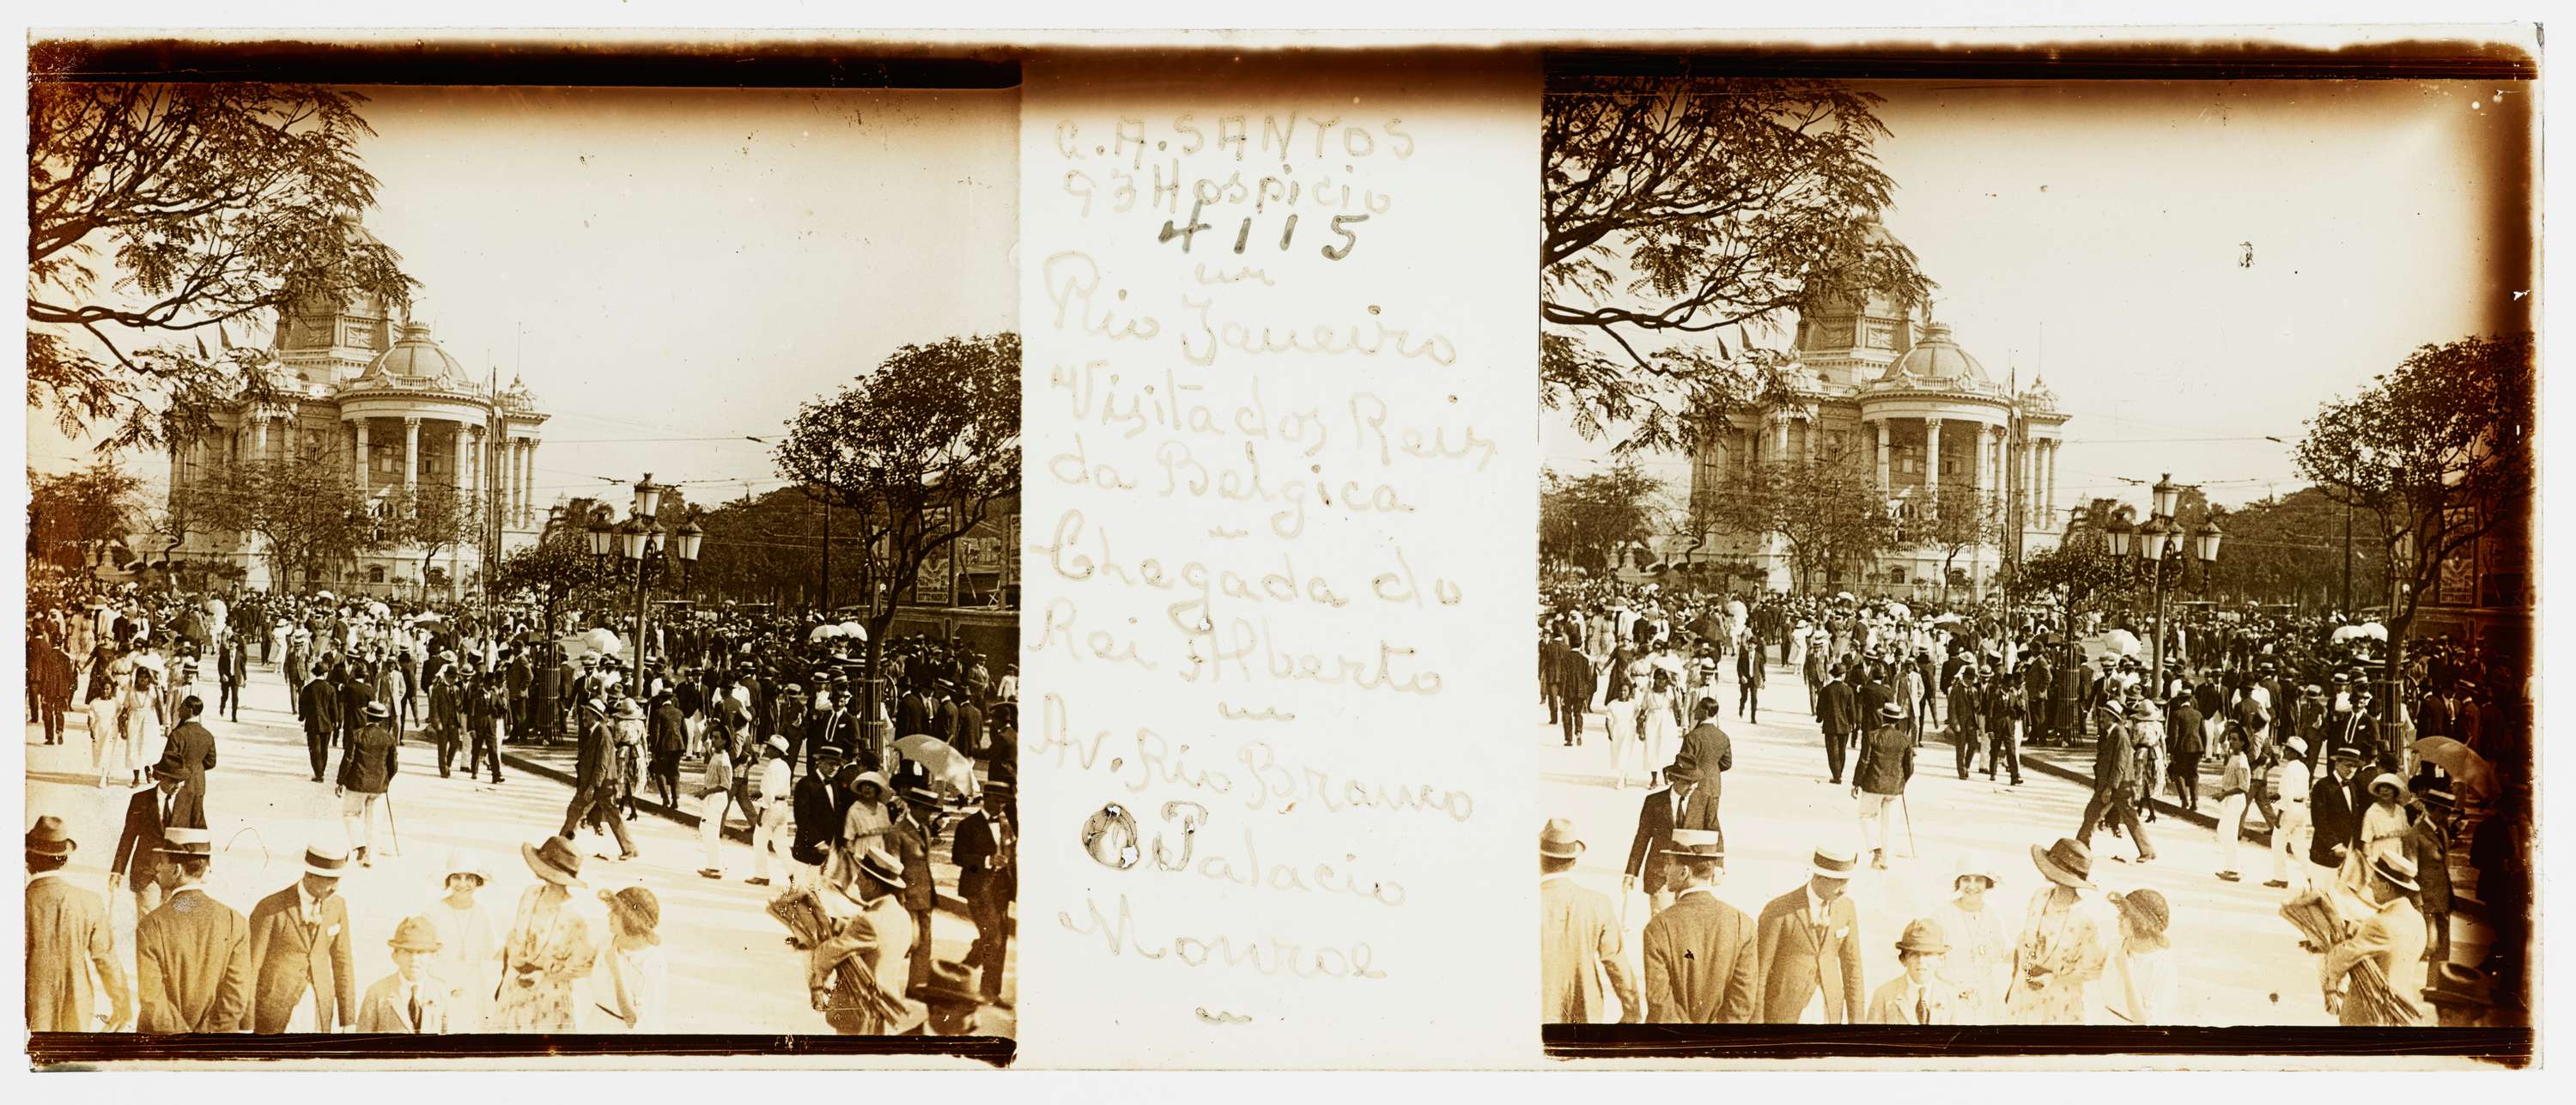 C.A.SANTOS
93 Hospicio
4115
Rio Janeiro
Visita dos Reis
da Belgica
Chegada do
Rei Alberto
Av. Rio Branco
O Palacio
Monroe